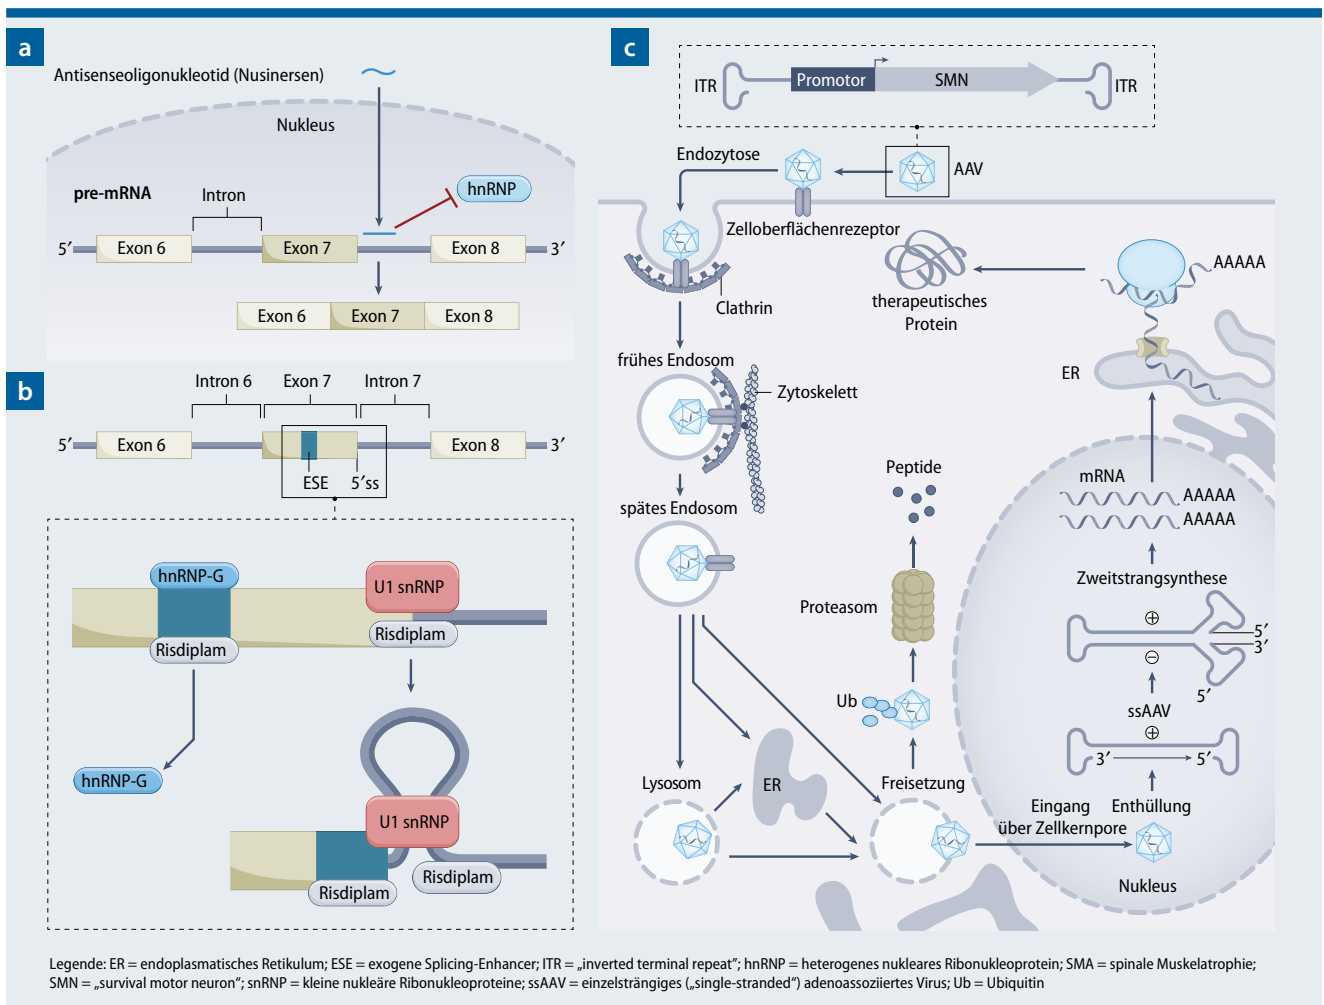 a
Antisenseoligonukleotid (Nusinersen)
Nukleus
pre-mRNA
Intron
hnRNP
5′
Exon 6
Exon 7
Exon 8
3′
Exon 6
Exon 7
Exon 8
b
Intron 6
Exon 7
Intron 7
5′
Exon 6
Exon 8
3′
ESE
5′ss
hnRNP-G
U1 snRNP
Risdiplam
Risdiplam
hnRNP-G
U1 snRNP
Risdiplam
Risdiplam
c
ITR
Promotor
SMN
ITR
Endozytose
AAV
Zelloberflächenrezeptor
Clathrin
therapeutisches
Protein
AAAAA
frühes Endosom
Zytoskelett
ER
spätes Endosom
Peptide
mRNA
AAAAA
AAAAA
Proteasom
Zweitstrangsynthese
+
5′
3′
−
5′
Ub
ssAAV
+
3′
5′
Lysosom
ER
Freisetzung
Eingang
über Zellkernpore
Enthüllung
Nukleus
Legende: ER = endoplasmatisches Retikulum; ESE = exogene Splicing-Enhancer; ITR = „inverted terminal repeat“; hnRNP = heterogenes nukleares Ribonukleoprotein; SMA = spinale Muskelatrophie;
SMN = „survival motor neuron“; snRNP = kleine nukleäre Ribonukleoproteine; ssAAV = einzelsträngiges („single-stranded“) adenoassoziiertes Virus; Ub = Ubiquitin